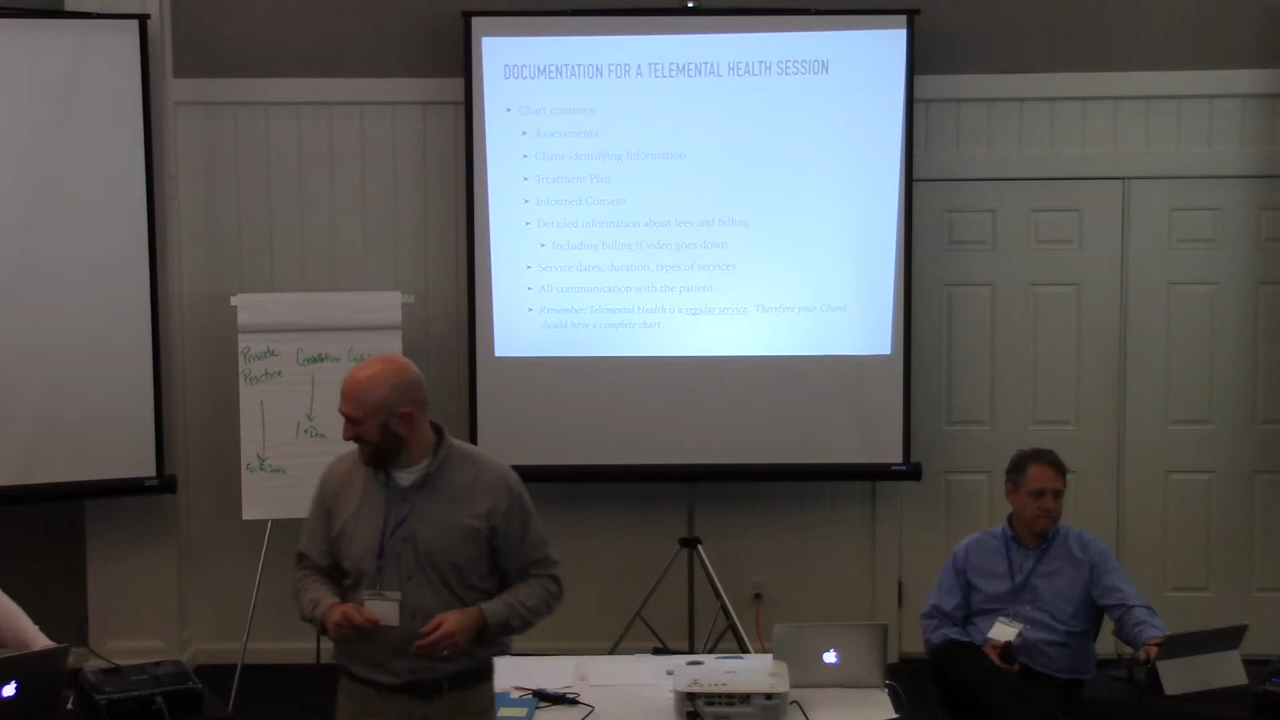 DOCUMENTATION FOR A TELEMENTAL HEALTH SESSION
➤ Chart contents:
➤ Assessments
➤ Client identifying Information
➤ Treatment Plan
➤ Informed Consent
➤ Detailed information about fees and billing
➤ Including billing if video goes down
➤ Service dates, duration, types of services
➤ All communication with the patient
➤ Remember: Telemental Health is a regular service. Therefore your Client
should have a complete chart.
Private
Practice